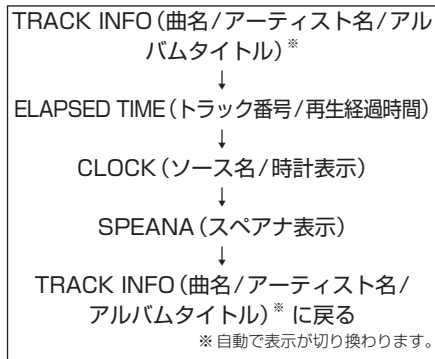 TRACK INFO（曲名/アーティスト名/アル
バムタイトル）※
↓
ELAPSED TIME（トラック番号/再生経過時間）
↓
CLOCK（ソース名/時計表示）
↓
SPEANA（スペアナ表示）
↓
TRACK INFO（曲名/アーティスト名/
アルバムタイトル）※ に戻る
※自動で表示が切り換わります。